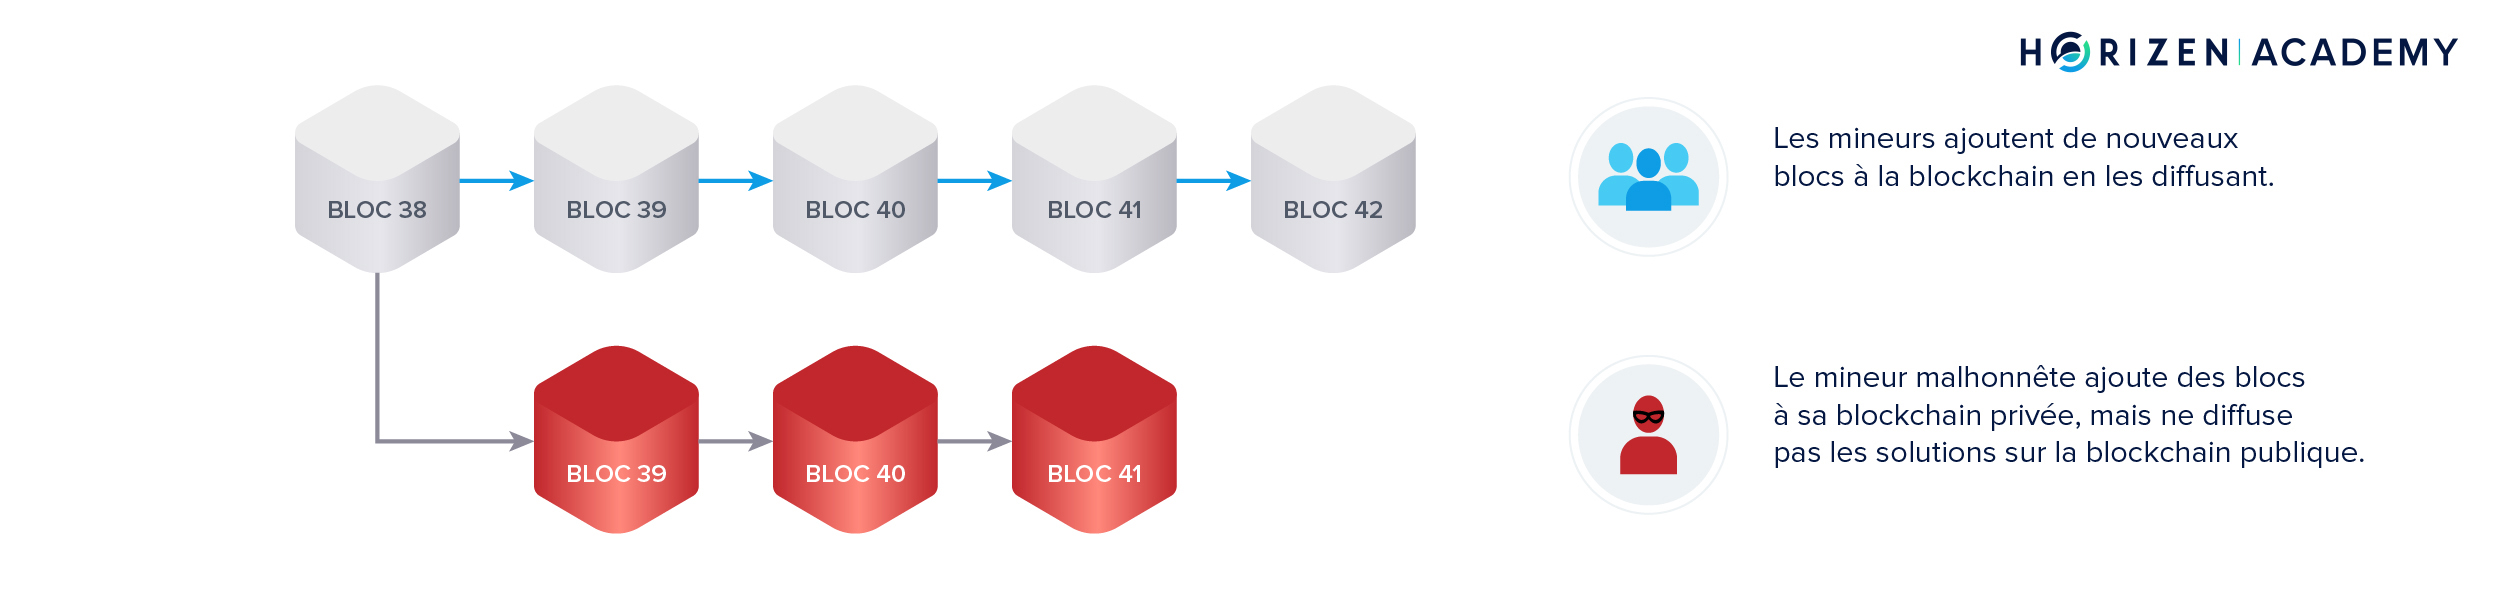 HORIZEN ACADEMY
BLOC 38
BLOC 39
BLOC 40
BLOC 41
BLOC 42
Les mineurs ajoutent de nouveaux
blocs à la blockchain en les diffusant.
BLOC 39
BLOC 40
BLOC 41
Le mineur malhonnête ajoute des blocs
à sa blockchain privée, mais ne diffuse
pas les solutions sur la blockchain publique.